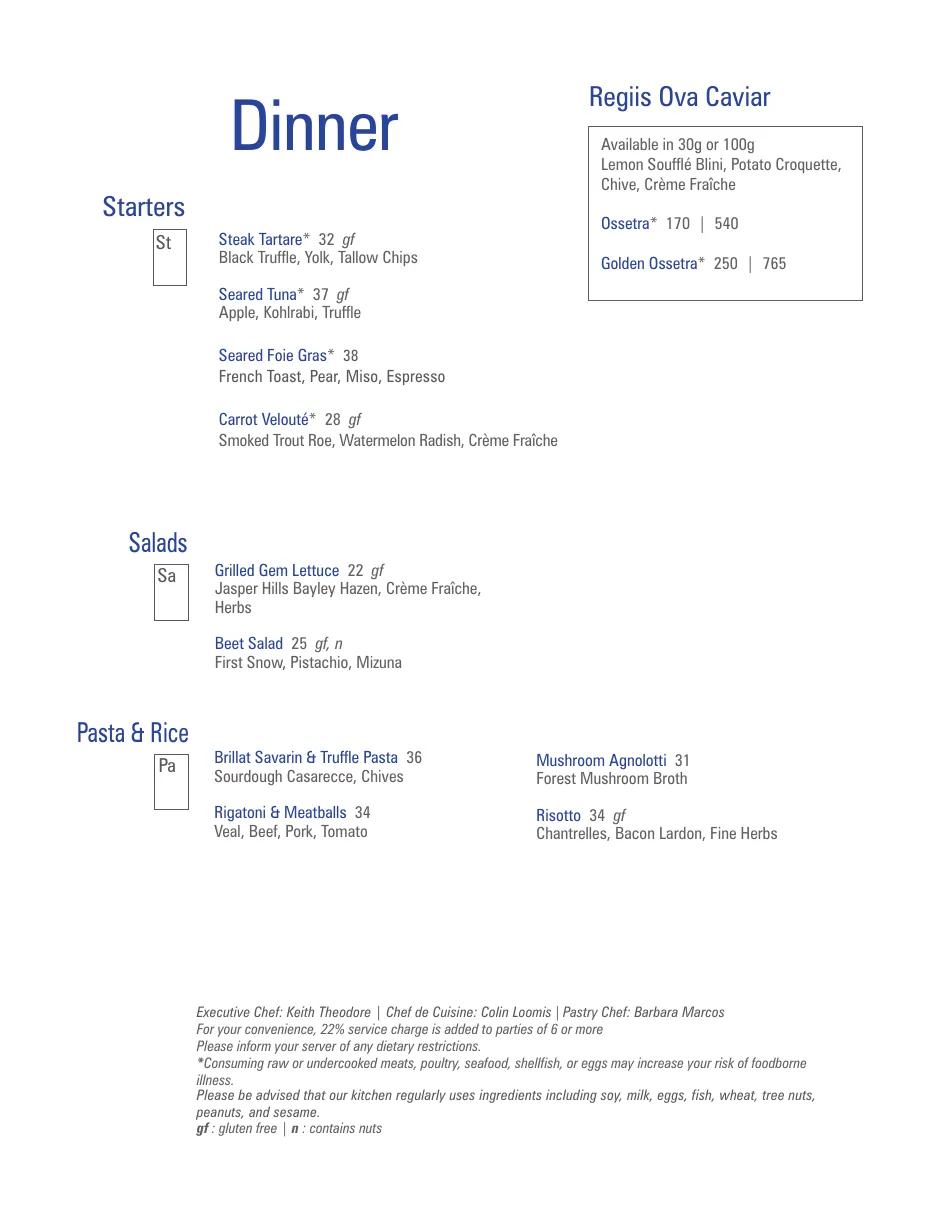 Dinner
Regiis Ova Caviar
Available in 30g or 100g
Lemon Soufflé Blini, Potato Croquette,
Chive, Crème Fraîche
Ossetra* 170 | 540
Golden Ossetra* 250 | 765
Starters
St
Steak Tartare* 32 gf
Black Truffle, Yolk, Tallow Chips
Seared Tuna* 37 gf
Apple, Kohlrabi, Truffle
Seared Foie Gras* 38
French Toast, Pear, Miso, Espresso
Carrot Velouté* 28 gf
Smoked Trout Roe, Watermelon Radish, Crème Fraîche
Salads
Sa
Grilled Gem Lettuce 22 gf
Jasper Hills Bayley Hazen, Crème Fraîche,
Herbs
Beet Salad 25 gf, n
First Snow, Pistachio, Mizuna
Pasta & Rice
Pa
Brillat Savarin & Truffle Pasta 36
Sourdough Casarecce, Chives
Rigatoni & Meatballs 34
Veal, Beef, Pork, Tomato
Mushroom Agnolotti 31
Forest Mushroom Broth
Risotto 34 gf
Chantrelles, Bacon Lardon, Fine Herbs
Executive Chef: Keith Theodore | Chef de Cuisine: Colin Loomis | Pastry Chef: Barbara Marcos
For your convenience, 22% service charge is added to parties of 6 or more
Please inform your server of any dietary restrictions.
*Consuming raw or undercooked meats, poultry, seafood, shellfish, or eggs may increase your risk of foodborne
illness.
Please be advised that our kitchen regularly uses ingredients including soy, milk, eggs, fish, wheat, tree nuts,
peanuts, and sesame.
gf : gluten free | n : contains nuts